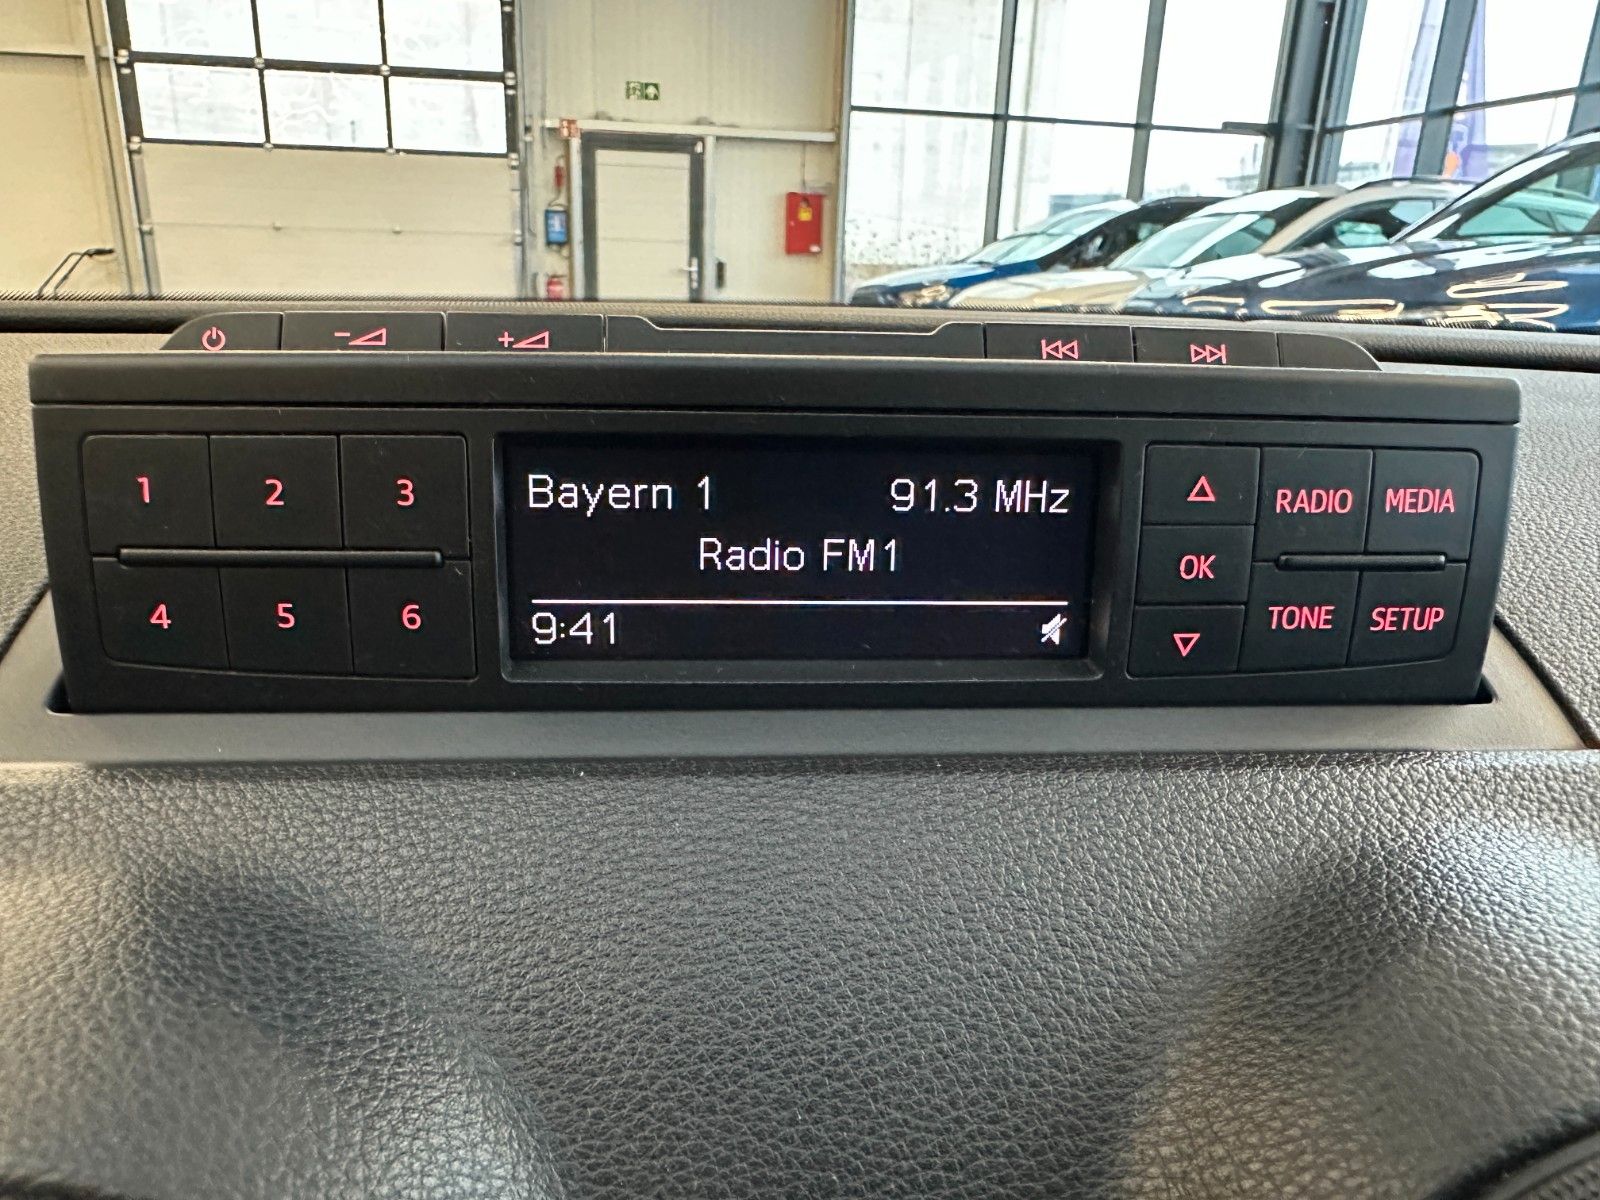 1 2 3
4 5 6
Bayern 1 91.3 MHz
Radio FM1
9:41
RADIO MEDIA
OK
TONE SETUP